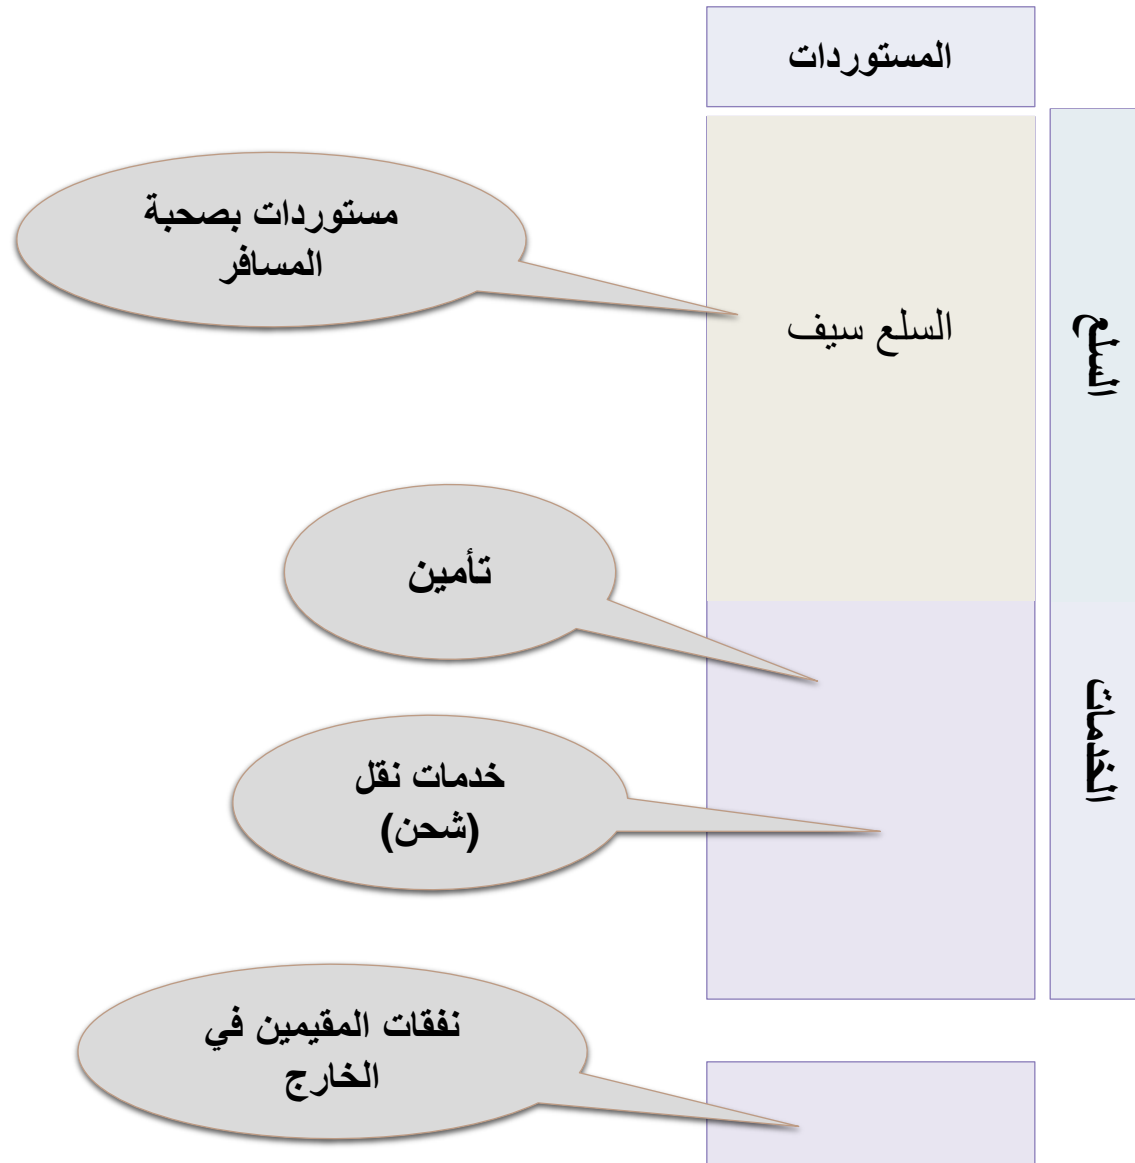 المستوردات
مستوردات بصحبة
المسافر
السلع سيف
السلع
تأمين
الخدمات
خدمات نقل
(شحن)
نفقات المقيمين في
الخارج